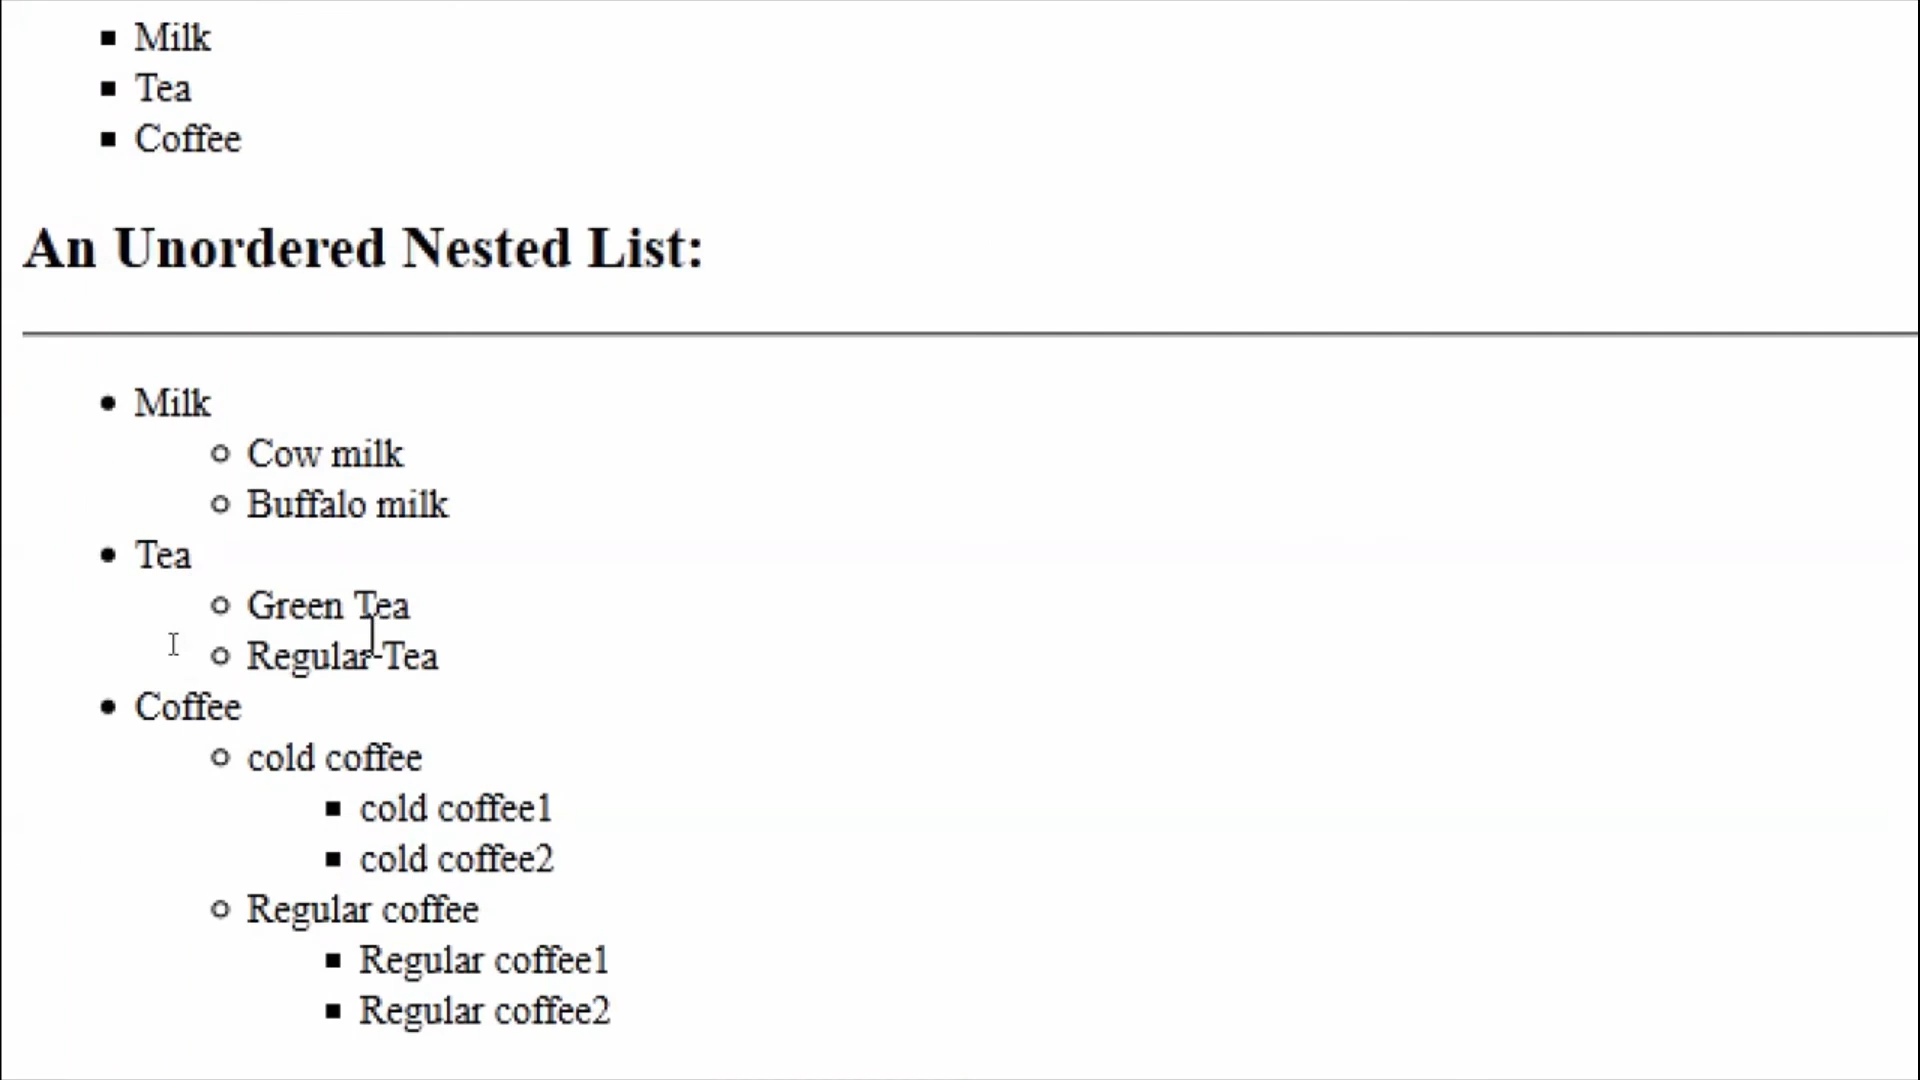 Milk
Tea
Coffee
An Unordered Nested List:
Milk
Cow milk
Buffalo milk
Tea
Green Tea
Regular Tea
Coffee
cold coffee
cold coffee1
cold coffee2
Regular coffee
Regular coffee1
Regular coffee2